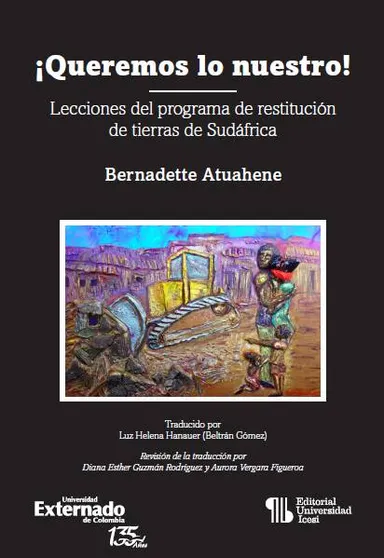 ¡Queremos lo nuestro!
Lecciones del programa de restitución
de tierras de Sudáfrica
Bernadette Atuahene
Traducido por
Luz Helena Hanauer (Beltrán Gómez)
Revisión de la traducción por
Diana Esther Guzmán Rodríguez y Aurora Vergara Figueroa
Universidad
Externado
de Colombia
135 Años
Editorial
Universidad
Icesi